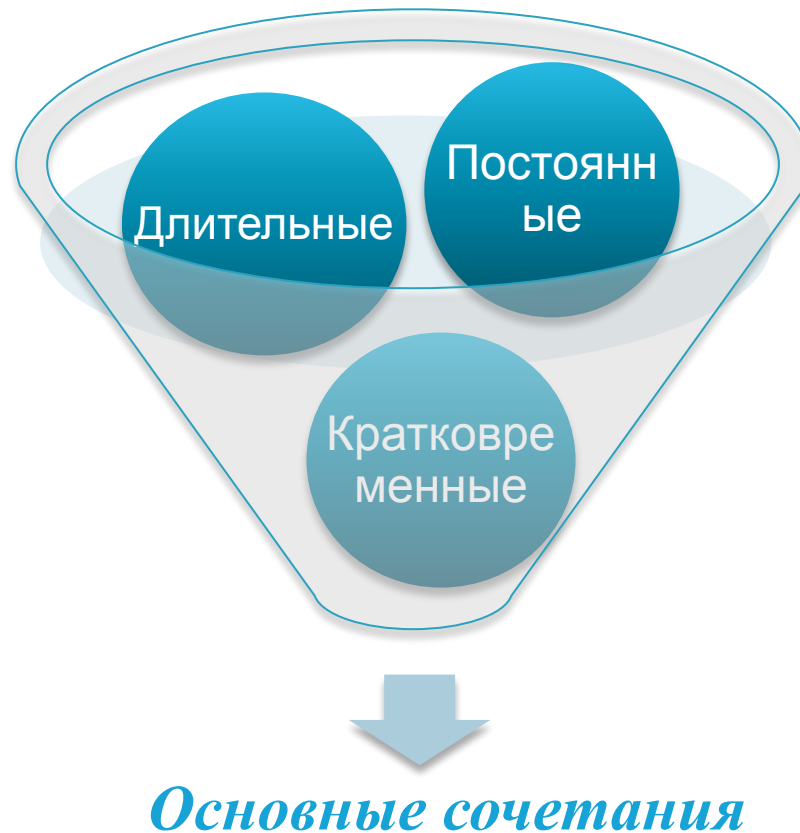 Длительные
Постоянн
ые
Кратковре
менные
Основные сочетания